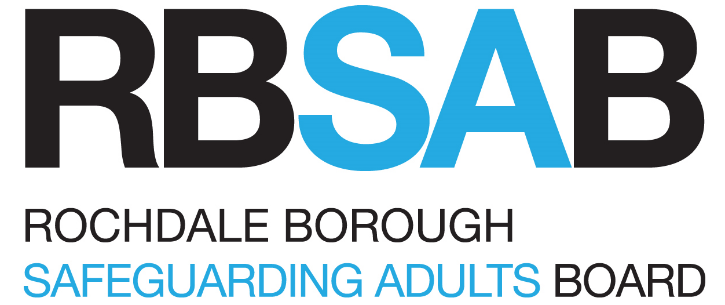 RBSAB
ROCHDALE BOROUGH
SAFEGUARDING ADULTS BOARD